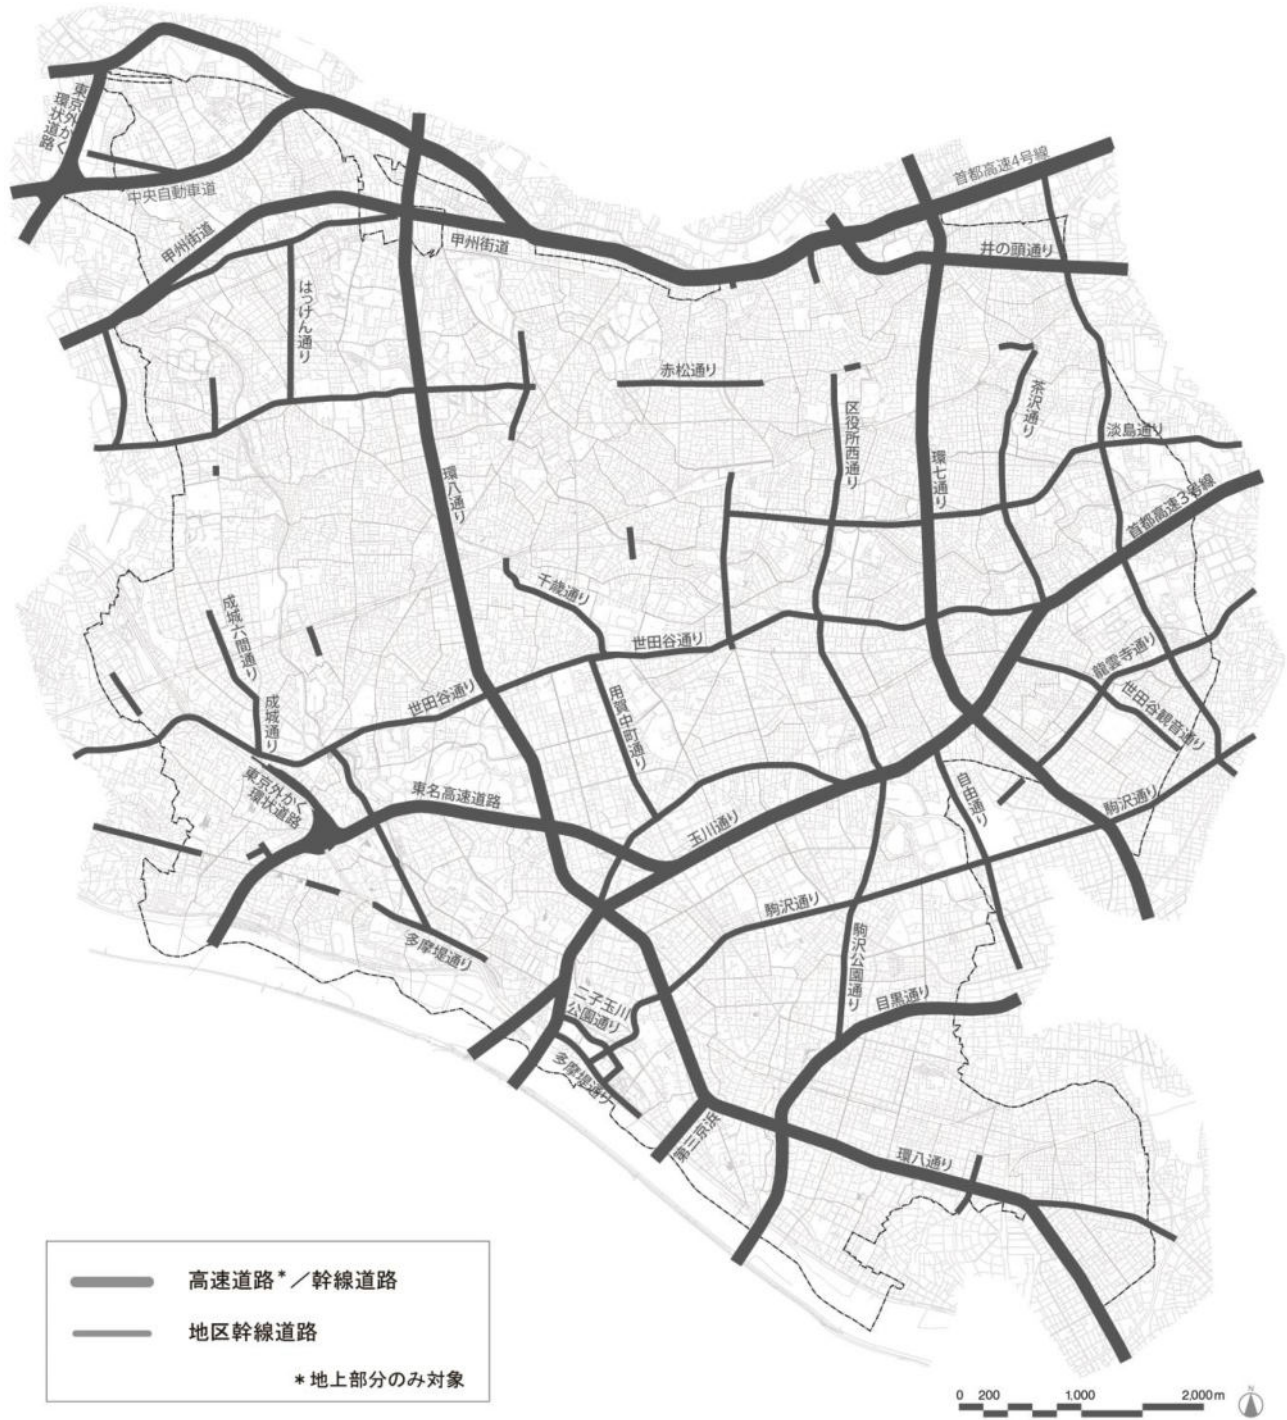 東京外かく
環状道路
中央自動車道
甲州街道
甲州街道
首都高速4号線
井の頭通り
はっけん通り
赤松通り
区役所西通り
茶沢通り
淡島通り
環八通り
環七通り
首都高速3号線
千歳通り
世田谷通り
成城六間通り
成城通り
世田谷通り
用賀中町通り
龍雲寺通り
世田谷観音通り
東京外かく
環状道路
東名高速道路
玉川通り
自由通り
駒沢通り
駒沢通り
多摩堤通り
駒沢公園通り
目黒通り
二子玉川
公園通り
多摩堤通り
第三京浜
環八通り
高速道路*／幹線道路
地区幹線道路
*地上部分のみ対象
0 200 1,000 2,000m
N